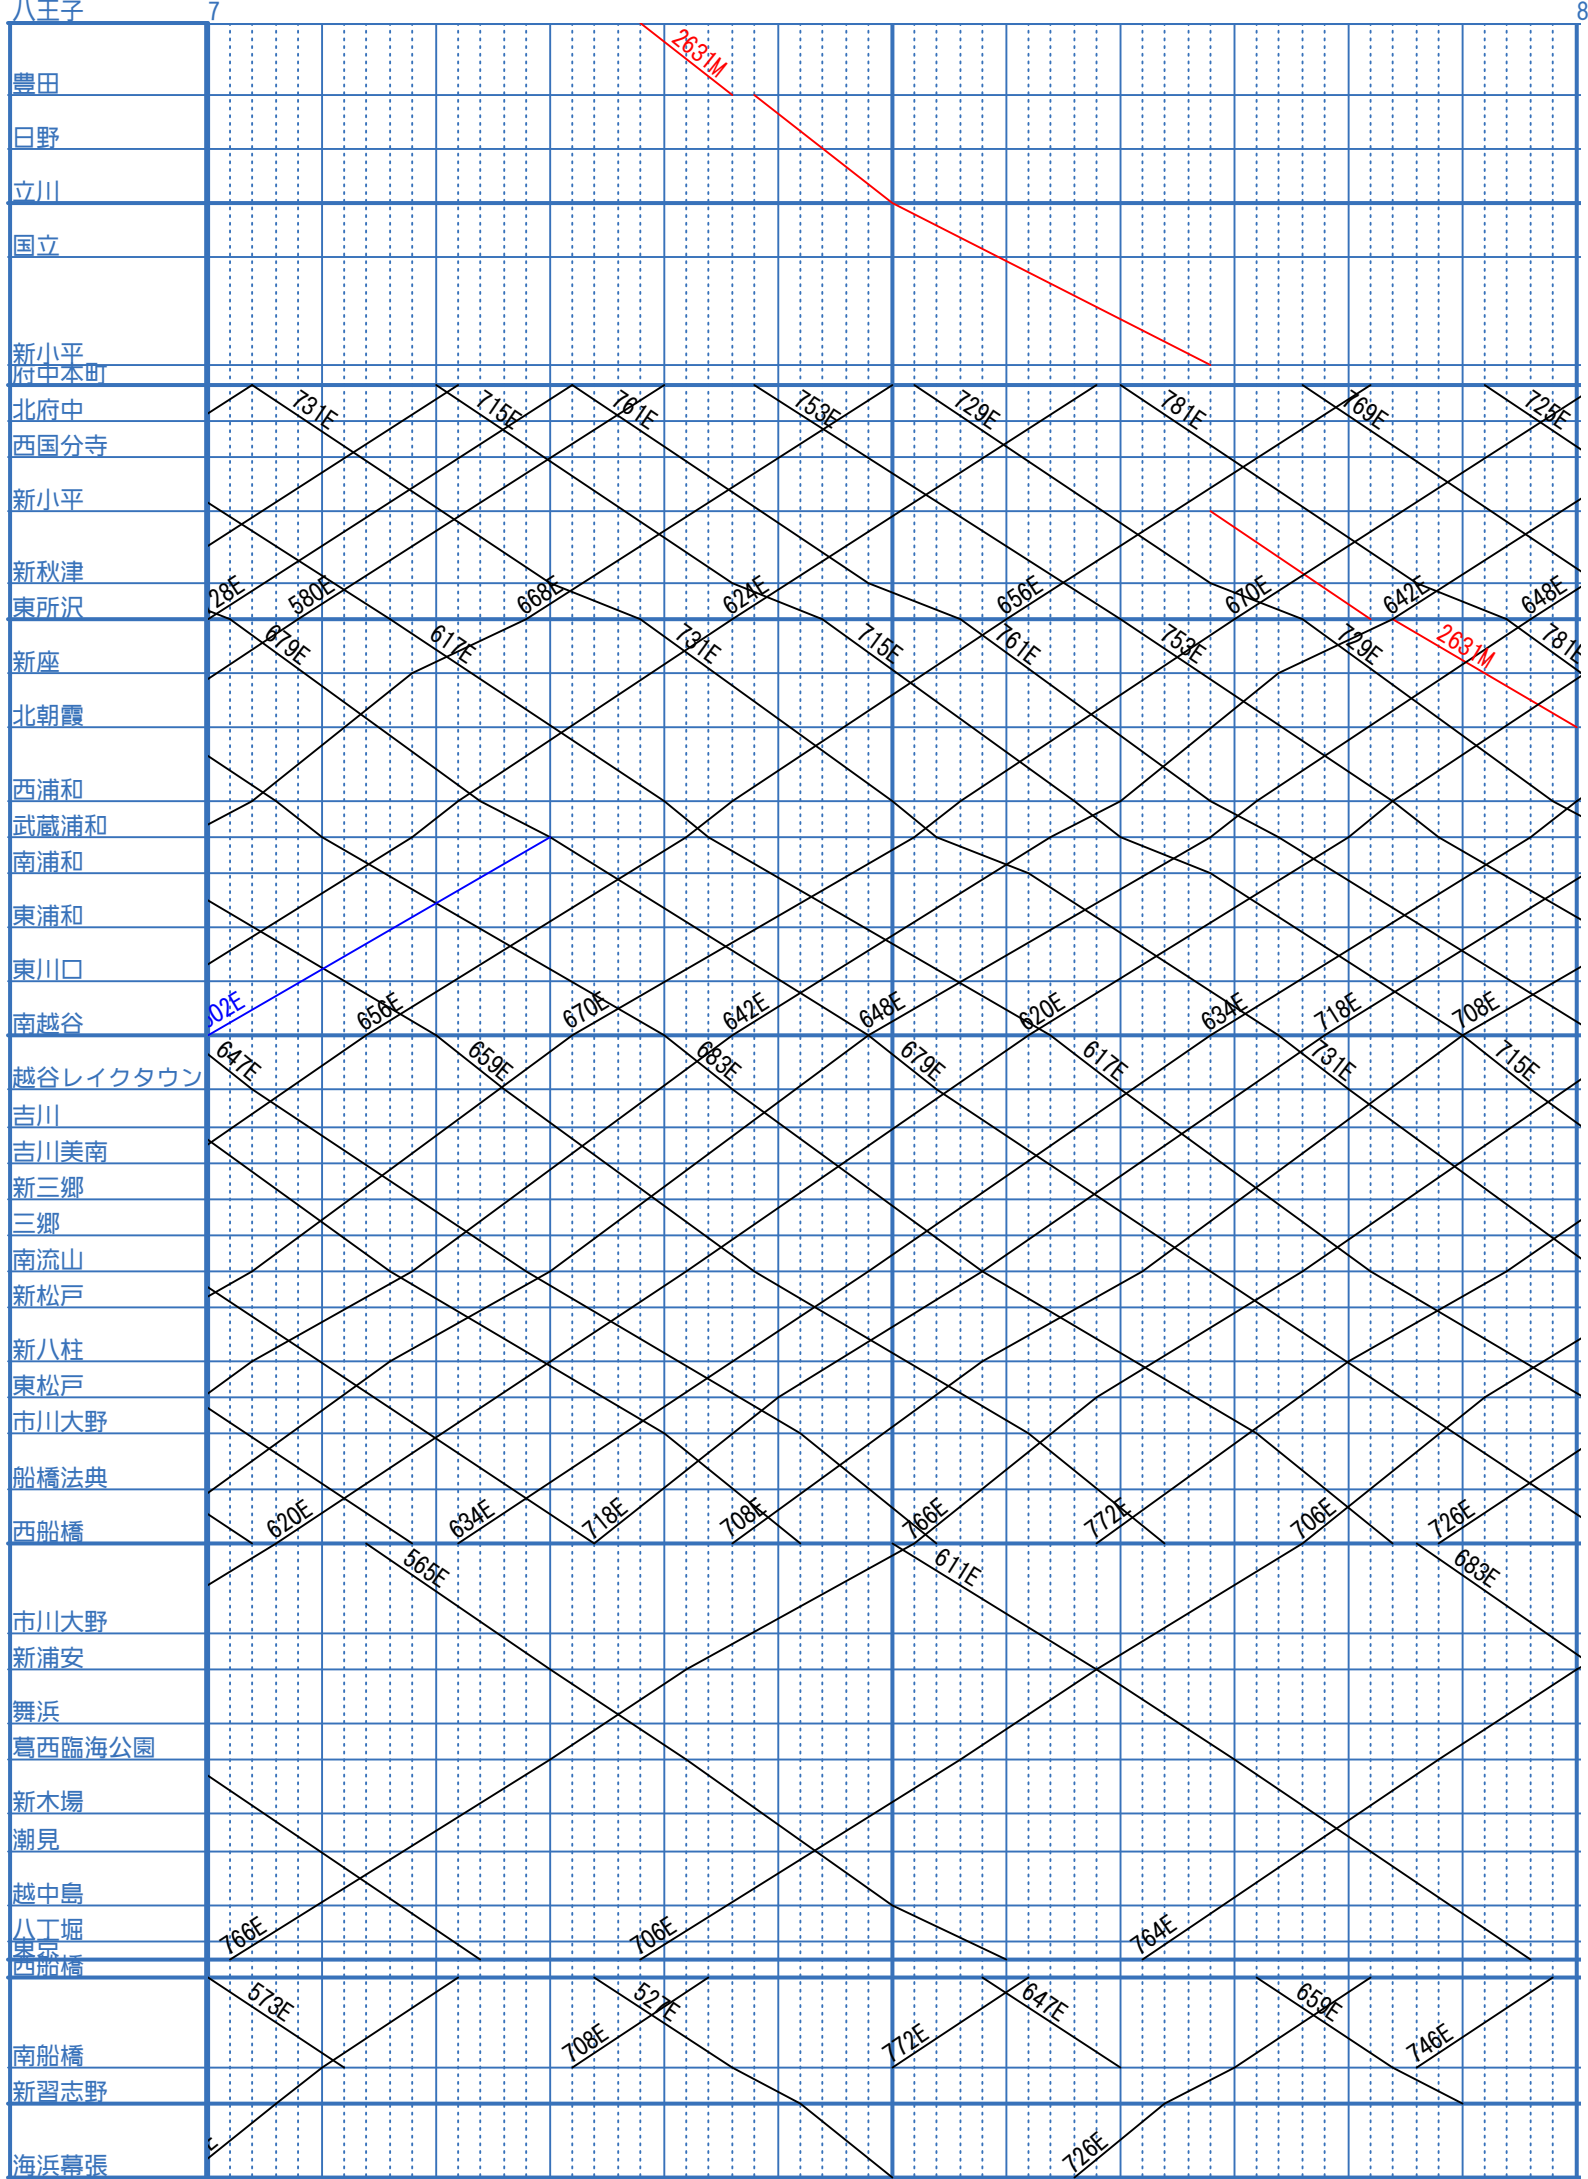 八王子 7 8
2631M
豊田
日野
立川
国立
新小平
府中本町
731E 715E 761E 753E 729E 781E 769E 725E
北府中
西国分寺
新小平
新秋津
28E 580E 668E 624E 656E 670E 642E 648E
東所沢
679E 617E 731E 715E 761E 753E 729E 2631M 781E
新座
北朝霞
西浦和
武蔵浦和
南浦和
東浦和
東川口
602E 656E 670E 642E 648E 620E 634E 718E 708E
南越谷
647E 659E 683E 679E 617E 731E 715E
越谷レイクタウン
吉川
吉川美南
新三郷
三郷
南流山
新松戸
新八柱
東松戸
市川大野
船橋法典
620E 634E 718E 708E 766E 772E 706E 726E
西船橋
565E 611E 683E
市川大野
新浦安
舞浜
葛西臨海公園
新木場
潮見
越中島
八丁堀
766E 706E 764E
東京
西船橋
573E 527E 647E 659E
708E 772E 746E
南船橋
新習志野
726E
海浜幕張